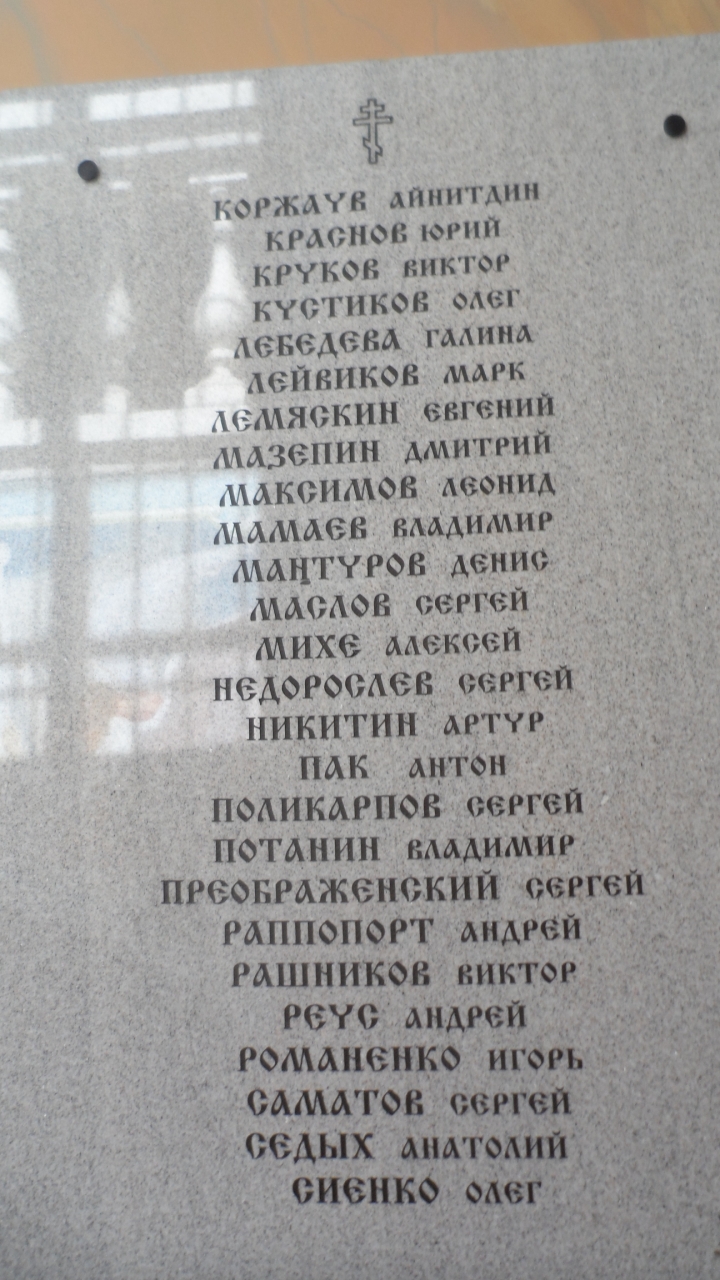 КОРЖАУВ АЙНИТДИН
КРАСНОВ ЮРИЙ
КРУКОВ ВИКТОР
КУСТИКОВ ОЛЕГ
ЛЕБЕДЕВА ГАЛИНА
ЛЕЙВИКОВ МАРК
ЛЕМЯСКИН ЕВГЕНИЙ
МАЗЕПИН ДМИТРИЙ
МАКСИМОВ ЛЕОНИД
МАМАЕВ ВЛАДИМИР
МАНТУРОВ ДЕНИС
МАСЛОВ СЕРГЕЙ
МИХЕ АЛЕКСЕЙ
НЕДОРОСЛЕВ СЕРГЕЙ
НИКИТИН АРТУР
ПАК АНТОН
ПОЛИКАРПОВ СЕРГЕЙ
ПОТАНИН ВЛАДИМИР
ПРЕОБРАЖЕНСКИЙ СЕРГЕЙ
РАППОПОРТ АНДРЕЙ
РАШНИКОВ ВИКТОР
РЕУС АНДРЕЙ
РОМАНЕНКО ИГОРЬ
САМАТОВ СЕРГЕЙ
СЕДЫХ АНАТОЛИЙ
СИЕНКО ОЛЕГ